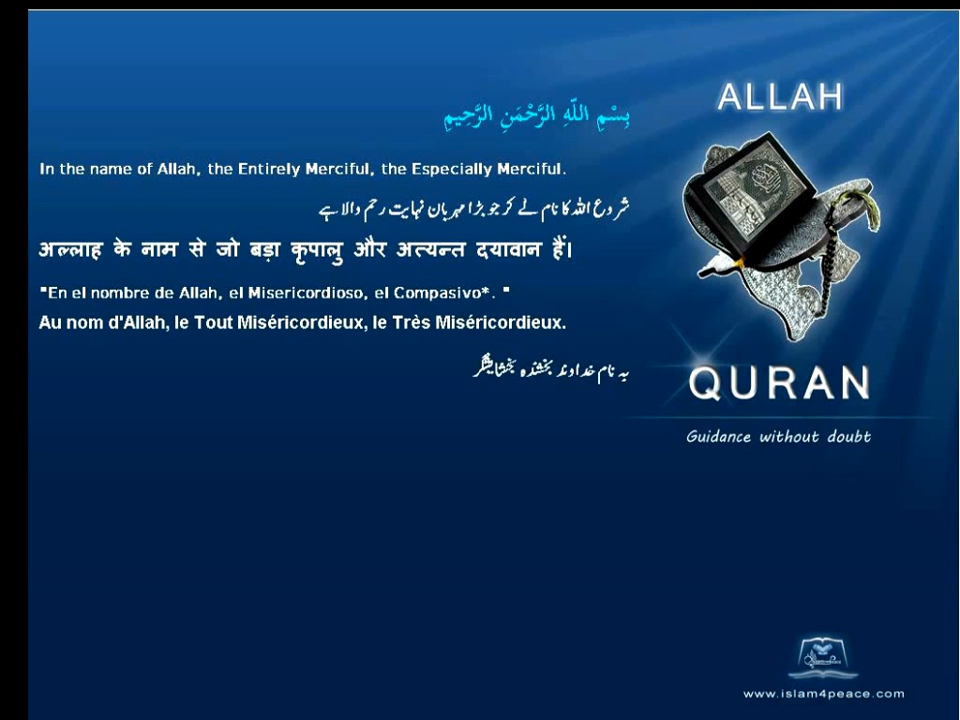 بِسْمِ اللّهِ الرَّحْمَنِ الرَّحِيمِ
In the name of Allah, the Entirely Merciful, the Especially Merciful.
شروع الله کا نام لے کر جو بڑا مہربان نہایت رحم والا ہے
अल्लाह के नाम से जो बड़ा कृपालु और अत्यन्त दयावान हैं।
"En el nombre de Allah, el Misericordioso, el Compasivo*. "
Au nom d'Allah, le Tout Miséricordieux, le Très Miséricordieux.
به نام خداوند بخشنده بخشایشگر
ALLAH
QURAN
Guidance without doubt
www.islam4peace.com